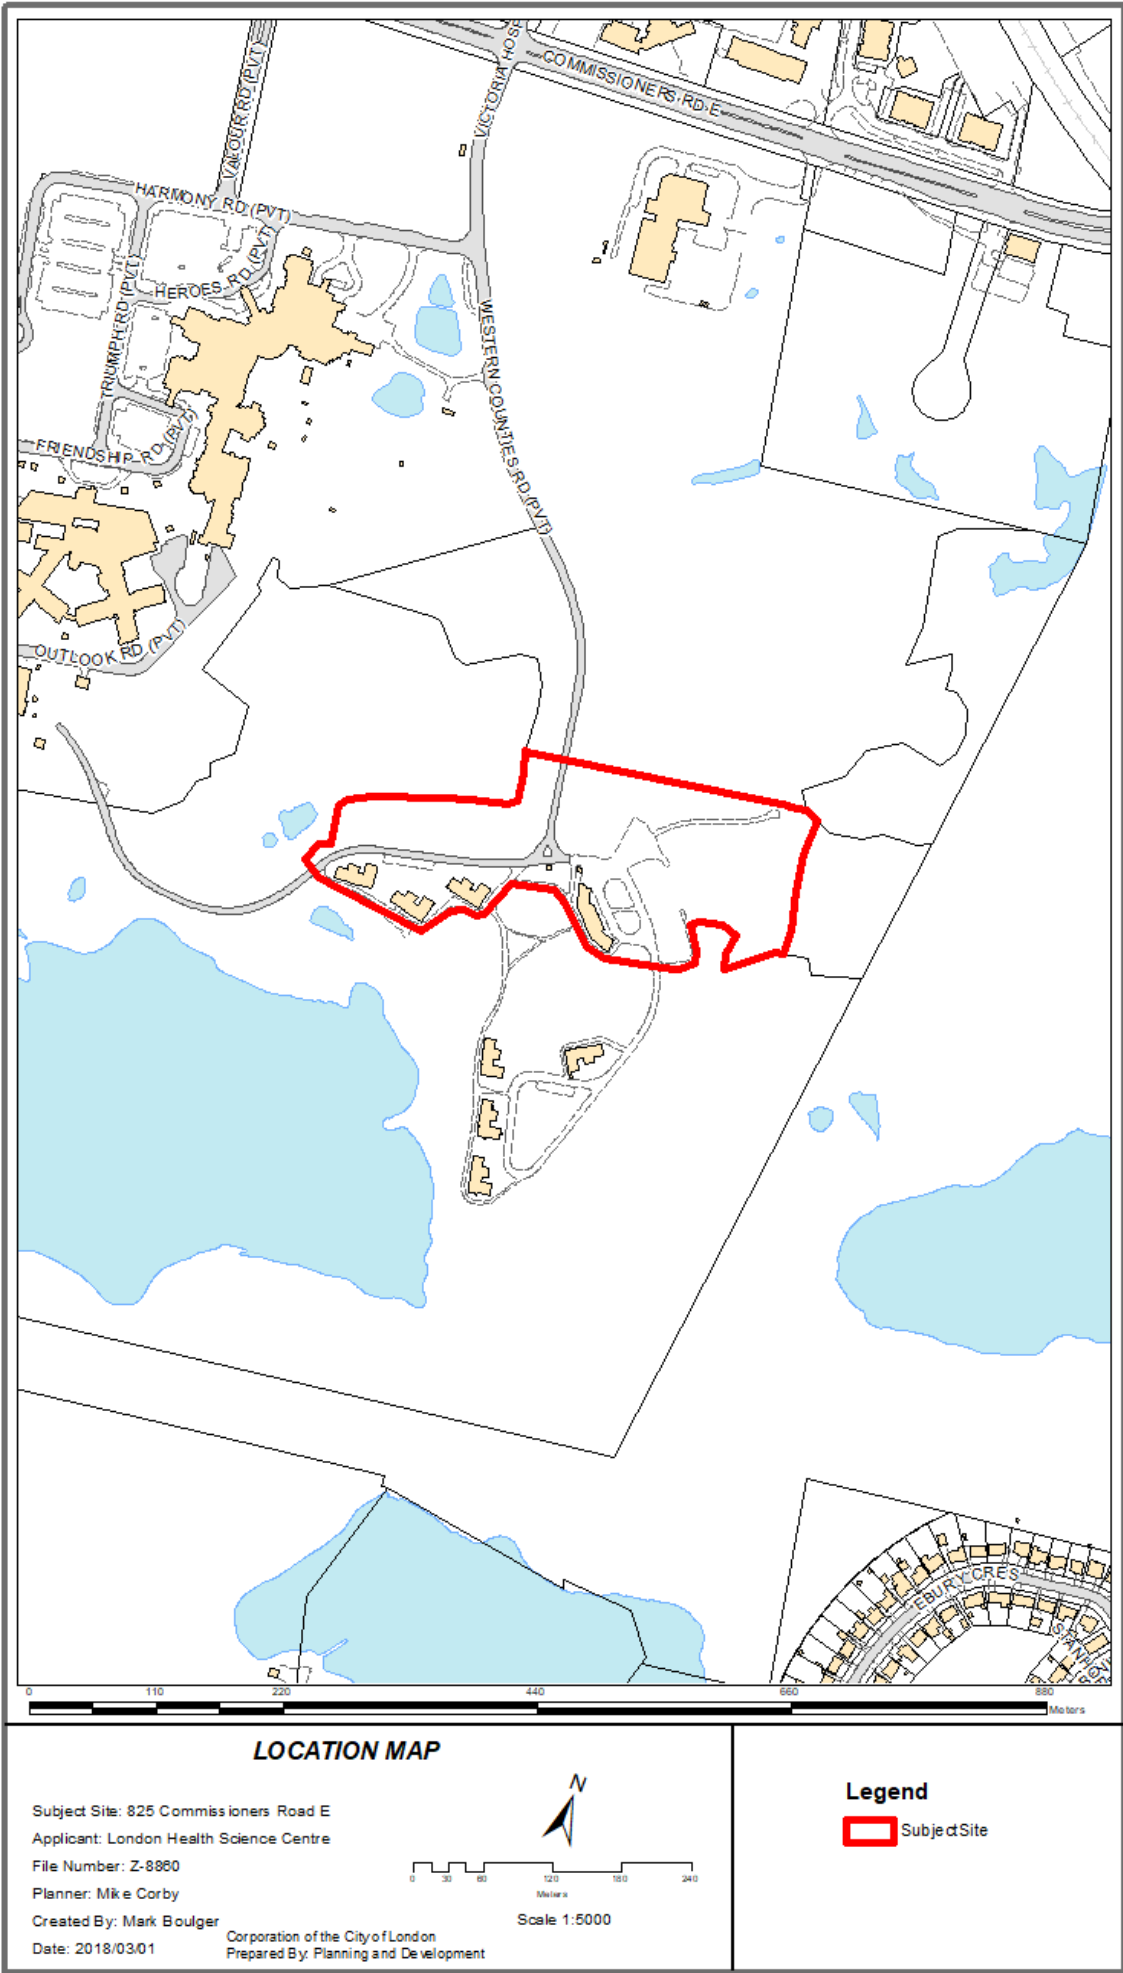 VICTORIA HOSP
COMMISSIONERS RD E
VALOUR RD (PVT)
HARMONY RD (PVT)
HEROES RD (PVT)
TRIUMPH RD (PVT)
WESTERN COUNTIES RD (PVT)
FRIENDSHIP RD (PVT)
OUTLOOK RD (PVT)
EBURY CRES
0 110 220 440 660 880
Meters
LOCATION MAP
Subject Site: 825 Commissioners Road E
Applicant: London Health Science Centre
File Number: Z-8860
Planner: Mike Corby
Created By: Mark Boulger
Date: 2018/03/01
Corporation of the City of London
Prepared By: Planning and Development
N
0 30 60 120 180 240
Meters
Scale 1:5000
Legend
Subject Site